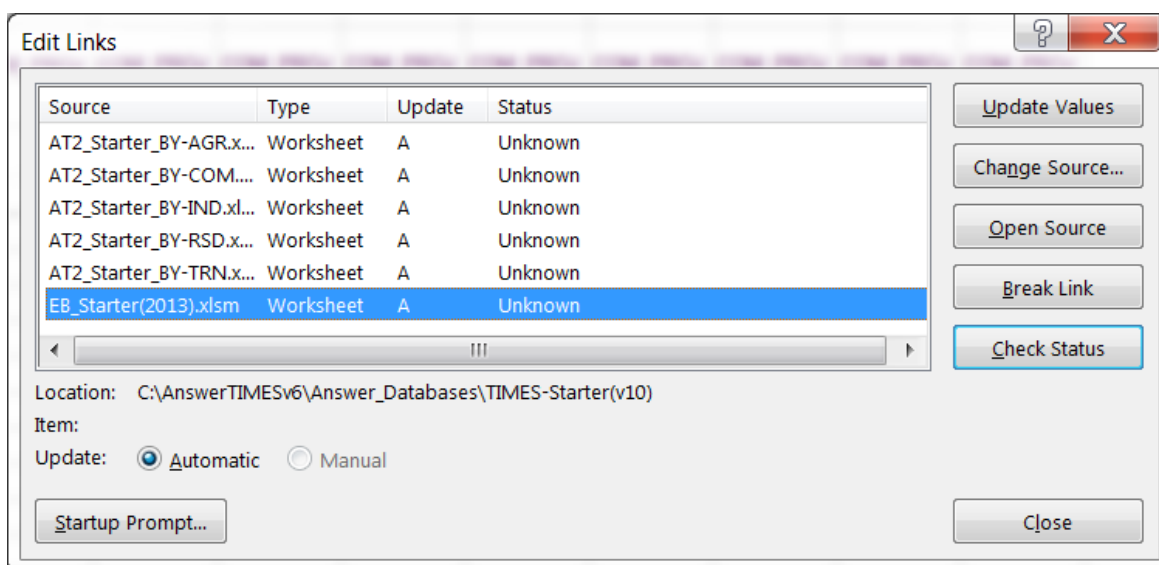 Edit Links
Source Type Update Status
AT2_Starter_BY-AGR.x... Worksheet A Unknown
AT2_Starter_BY-COM.... Worksheet A Unknown
AT2_Starter_BY-IND.xl... Worksheet A Unknown
AT2_Starter_BY-RSD.x... Worksheet A Unknown
AT2_Starter_BY-TRN.x... Worksheet A Unknown
EB_Starter(2013).xlsm Worksheet A Unknown
Update Values
Change Source...
Open Source
Break Link
Check Status
Location: C:\AnswerTIMESv6\Answer_Databases\TIMES-Starter(v10)
Item:
Update: Automatic Manual
Startup Prompt... Close